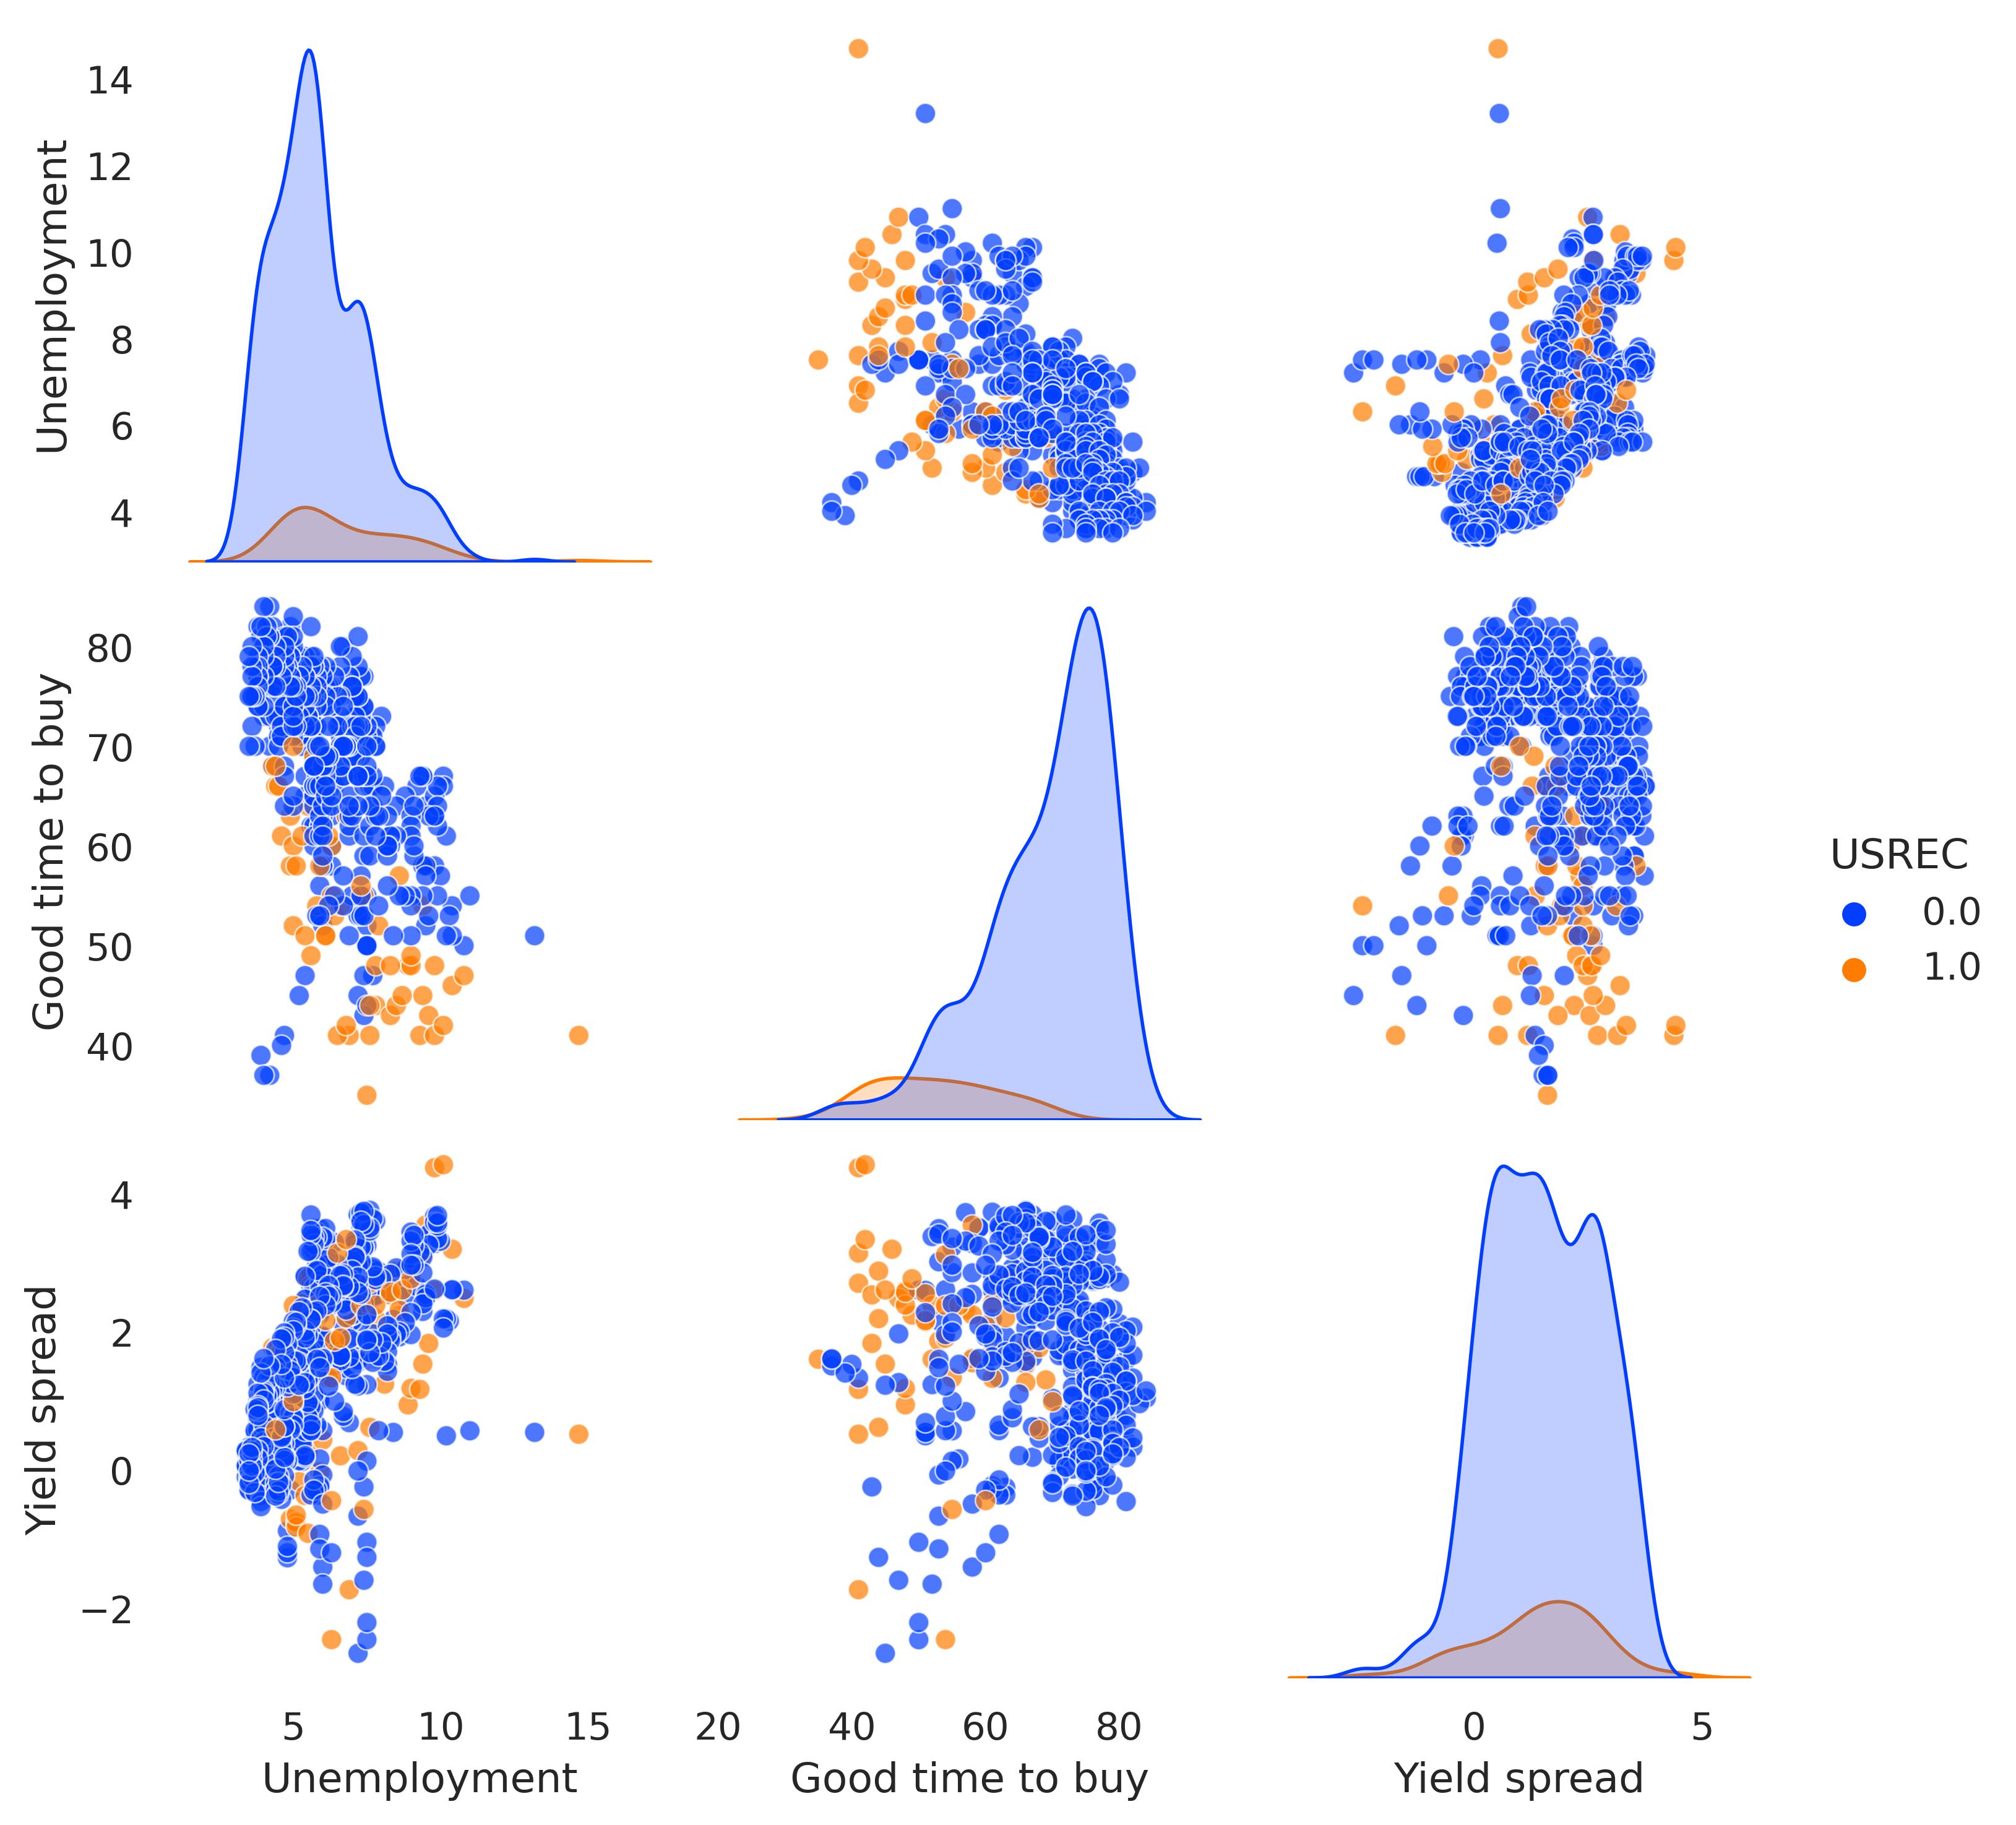 14
12
10
8
6
4
Unemployment
80
70
60
50
40
Good time to buy
USREC
0.0
1.0
4
2
0
−2
Yield spread
5 10 15 20 40 60 80 0 5
Unemployment Good time to buy Yield spread